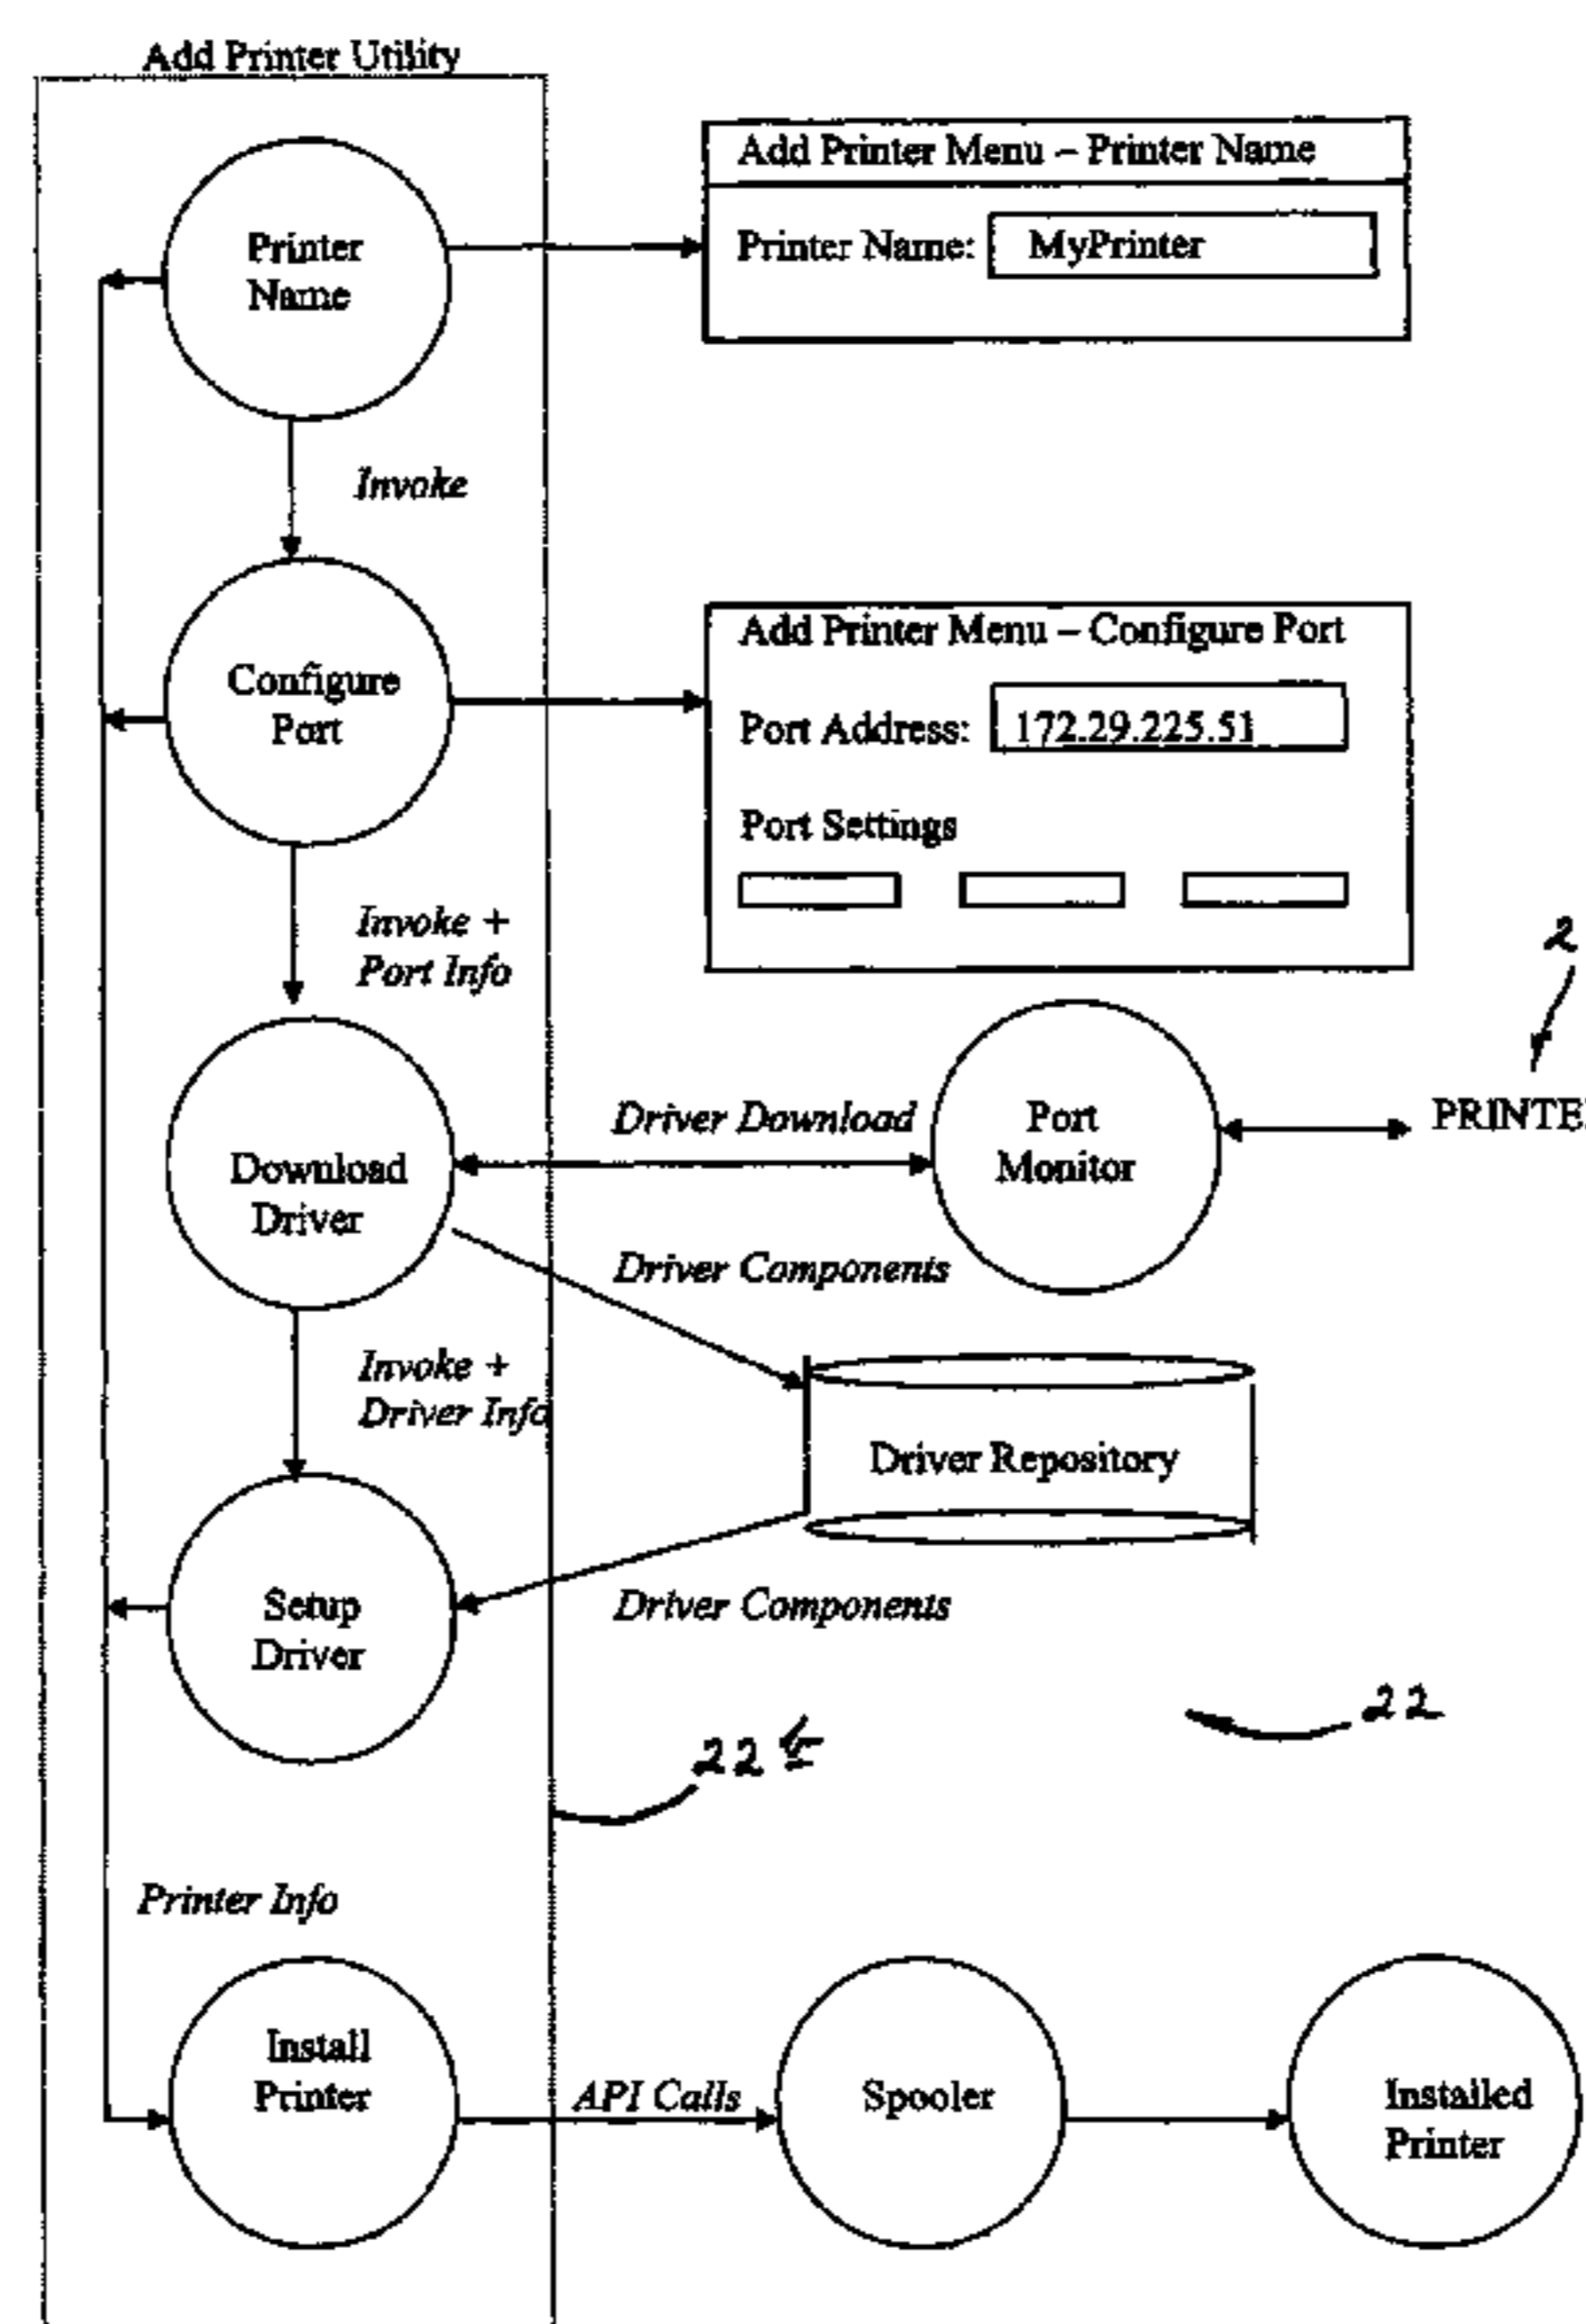 Add Printer Utility
Add Printer Menu – Printer Name
Printer
Name
Printer Name: MyPrinter
Invoke
Add Printer Menu – Configure Port
Configure
Port
Port Address: 172.29.225.51
Port Settings
Invoke +
Port Info
2
Download
Driver
Driver Download
Port
Monitor
Driver Components
Invoke +
Driver Info
Driver Repository
Setup
Driver
Driver Components
22
Printer Info
Install
Printer
API Calls
Spooler
Installed
Printer